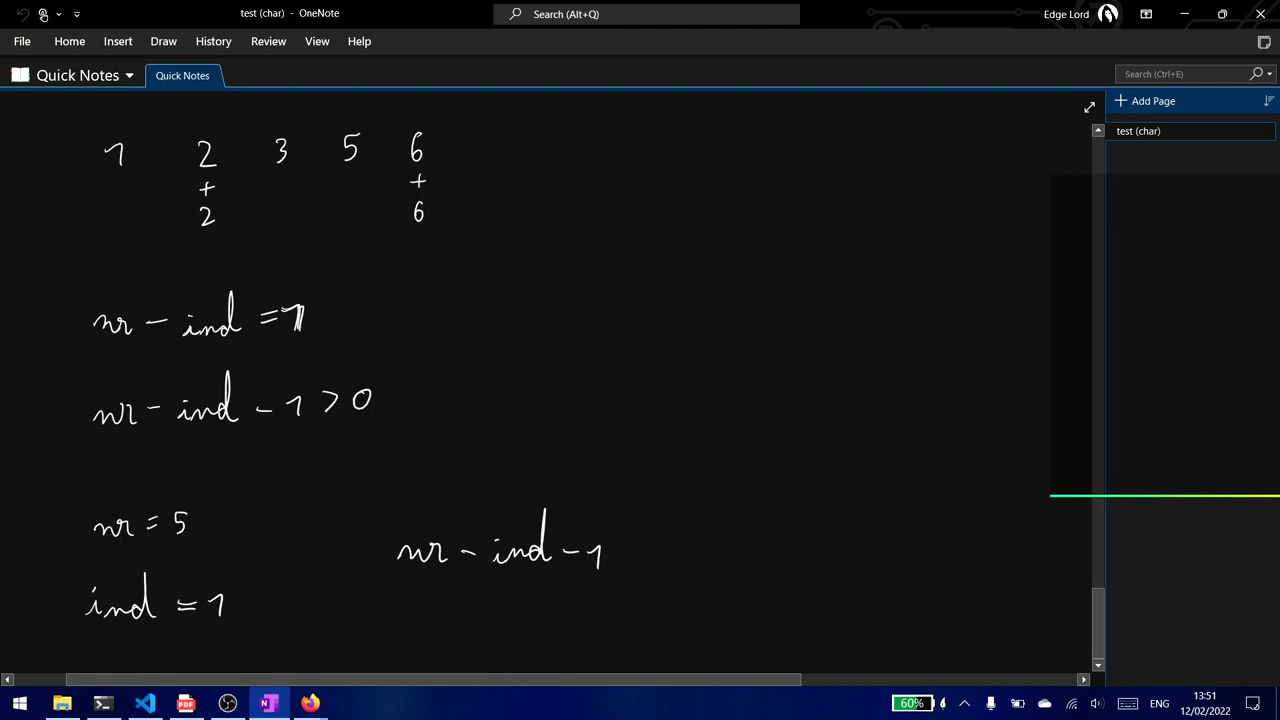 test (char) - OneNote
Search (Alt+Q)
Edge Lord
File Home Insert Draw History Review View Help
Quick Notes
Quick Notes
Search (Ctrl+E)
Add Page
test (char)
1 2 3 5 6
+ +
2 6
nr - ind = 1
nr - ind - 1 > 0
nr = 5
nr - ind - 1
ind = 1
60%
ENG
13:51
12/02/2022